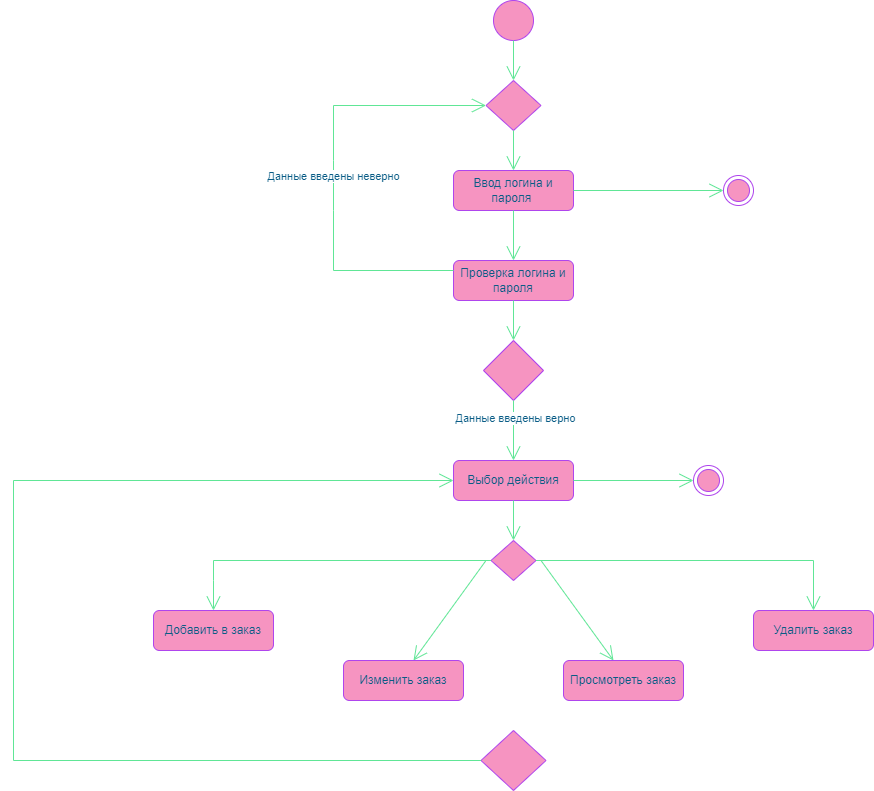 Данные введены неверно
Ввод логина и
пароля
Проверка логина и
пароля
Данные введены верно
Выбор действия
Добавить в заказ
Удалить заказ
Изменить заказ
Просмотреть заказ